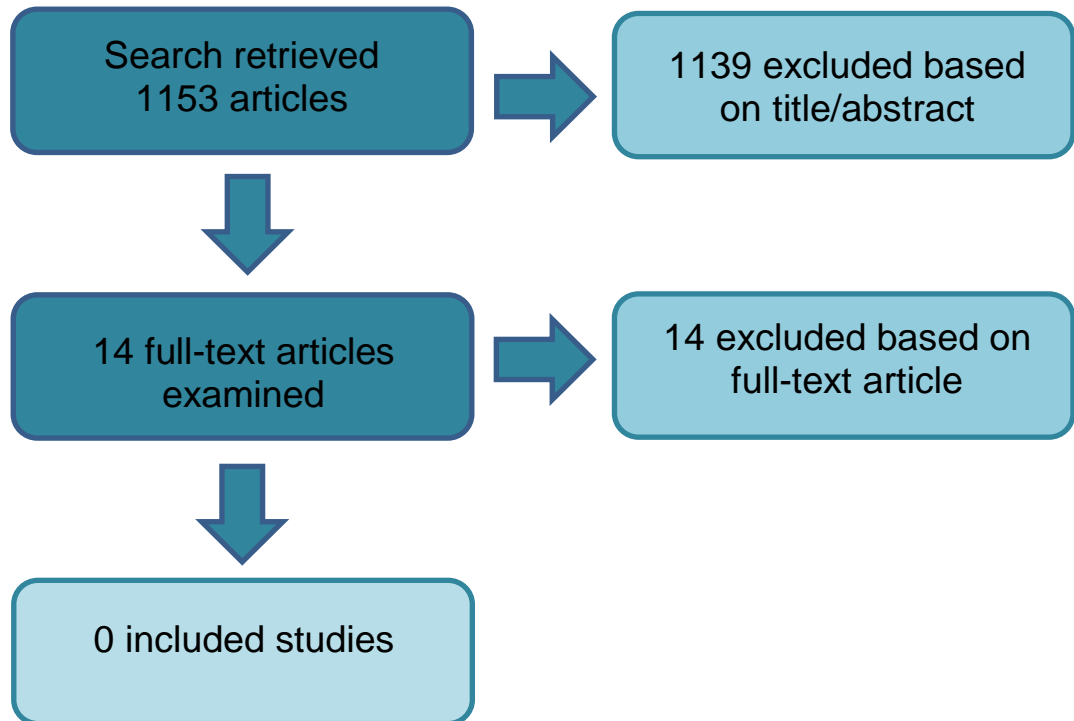 Search retrieved
1153 articles
1139 excluded based
on title/abstract
14 full-text articles
examined
14 excluded based on
full-text article
0 included studies